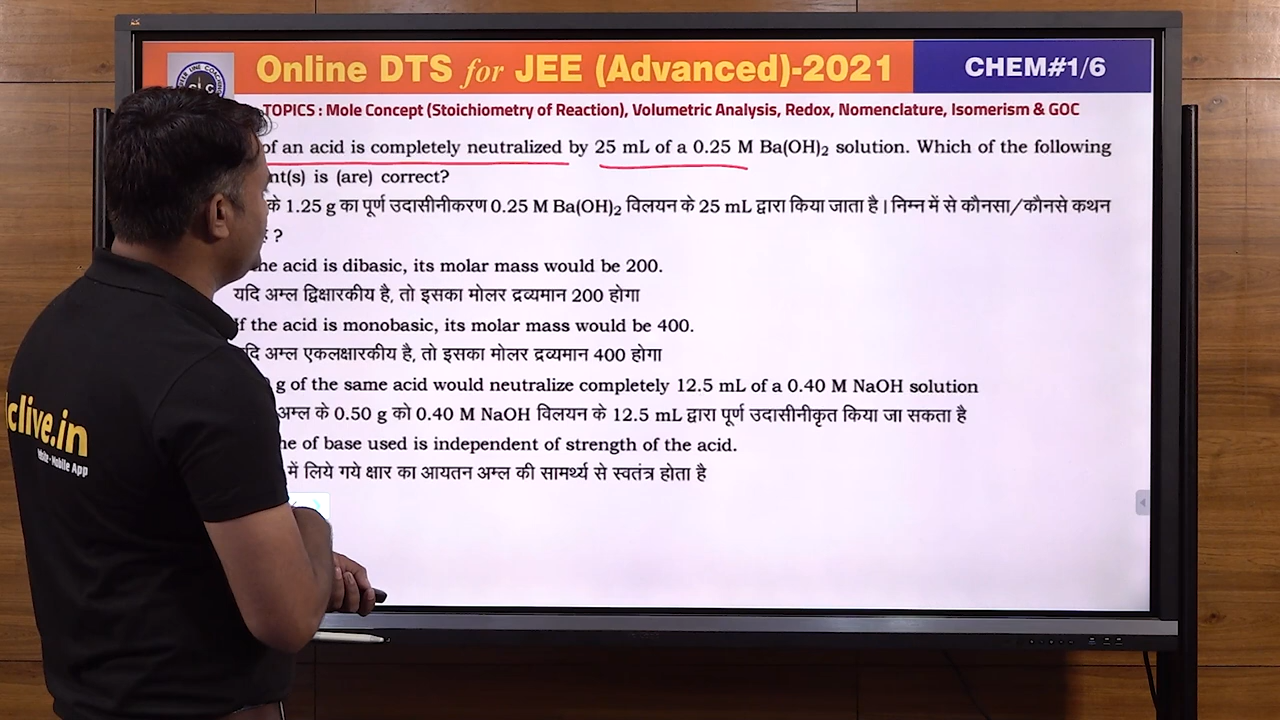 Online DTS for JEE (Advanced)-2021 CHEM#1/6
TOPICS : Mole Concept (Stoichiometry of Reaction), Volumetric Analysis, Redox, Nomenclature, Isomerism & GOC
of an acid is completely neutralized by 25 mL of a 0.25 M Ba(OH)₂ solution. Which of the following
nt(s) is (are) correct?
के 1.25 g का पूर्ण उदासीनीकरण 0.25 M Ba(OH)₂ विलयन के 25 mL द्वारा किया जाता है। निम्न में से कौनसा/कौनसे कथन
?
he acid is dibasic, its molar mass would be 200.
यदि अम्ल द्विक्षारकीय है, तो इसका मोलर द्रव्यमान 200 होगा
If the acid is monobasic, its molar mass would be 400.
दि अम्ल एकलक्षारकीय है, तो इसका मोलर द्रव्यमान 400 होगा
g of the same acid would neutralize completely 12.5 mL of a 0.40 M NaOH solution
अम्ल के 0.50 g को 0.40 M NaOH विलयन के 12.5 mL द्वारा पूर्ण उदासीनीकृत किया जा सकता है
ne of base used is independent of strength of the acid.
में लिये गये क्षार का आयतन अम्ल की सामर्थ्य से स्वतंत्र होता है
clive.in
Mobile App